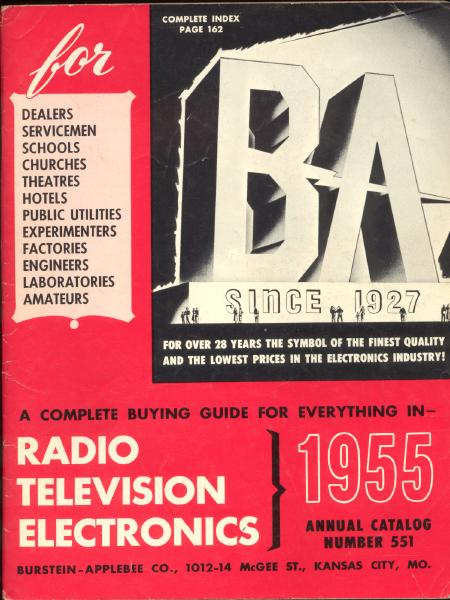 for
DEALERS
SERVICEMEN
SCHOOLS
CHURCHES
THEATRES
HOTELS
PUBLIC UTILITIES
EXPERIMENTERS
FACTORIES
ENGINEERS
LABORATORIES
AMATEURS
COMPLETE INDEX
PAGE 162
BA
SINCE 1927
FOR OVER 28 YEARS THE SYMBOL OF THE FINEST QUALITY
AND THE LOWEST PRICES IN THE ELECTRONICS INDUSTRY!
A COMPLETE BUYING GUIDE FOR EVERYTHING IN—
RADIO
TELEVISION
ELECTRONICS
1955
ANNUAL CATALOG
NUMBER 551
BURSTEIN-APPLEBEE CO., 1012-14 McGEE ST., KANSAS CITY, MO.